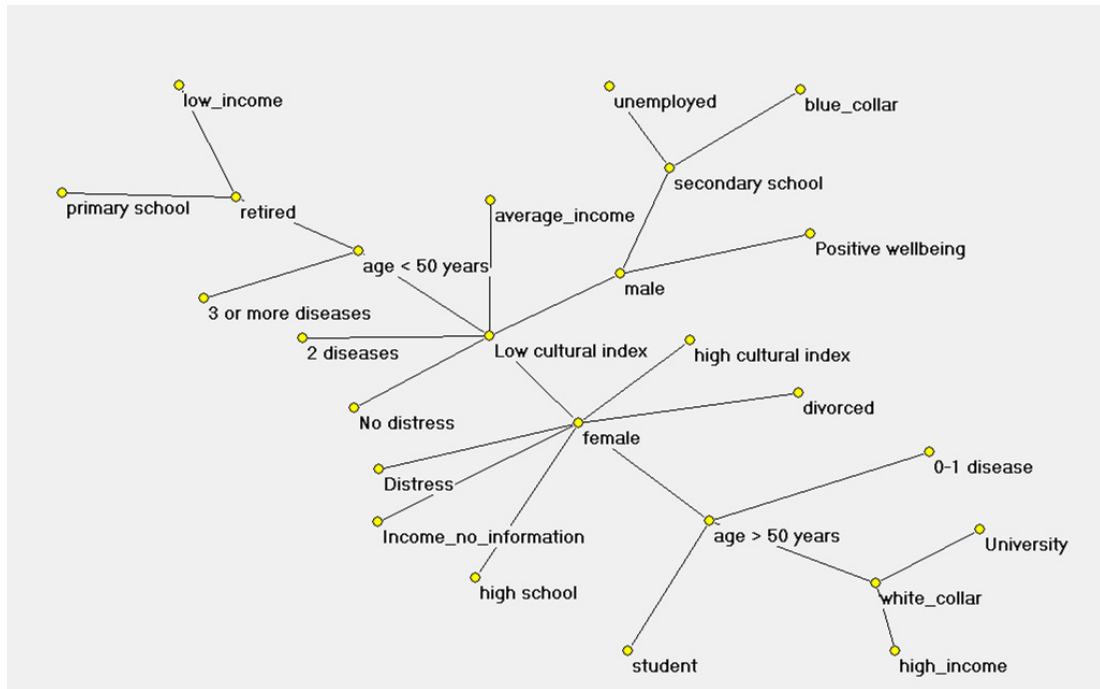 low_income
unemployed
blue_collar
secondary school
primary school
retired
average_income
Positive wellbeing
age < 50 years
male
3 or more diseases
2 diseases
Low cultural index
high cultural index
divorced
No distress
female
0-1 disease
Distress
Income_no_information
age > 50 years
University
high school
white_collar
student
high_income